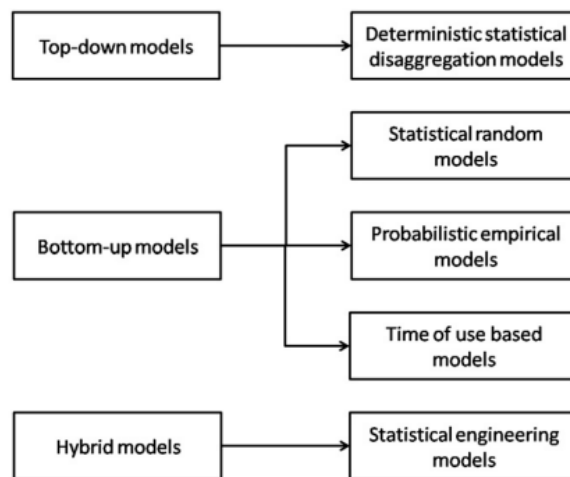 Top-down models
Deterministic statistical
disaggregation models
Statistical random
models
Bottom-up models
Probabilistic empirical
models
Time of use based
models
Hybrid models
Statistical engineering
models